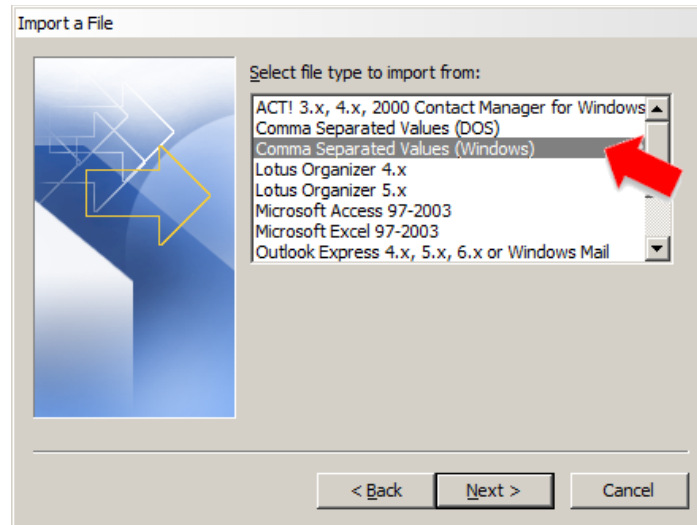 Import a File
Select file type to import from:
ACT! 3.x, 4.x, 2000 Contact Manager for Windows
Comma Separated Values (DOS)
Comma Separated Values (Windows)
Lotus Organizer 4.x
Lotus Organizer 5.x
Microsoft Access 97-2003
Microsoft Excel 97-2003
Outlook Express 4.x, 5.x, 6.x or Windows Mail
< Back Next > Cancel